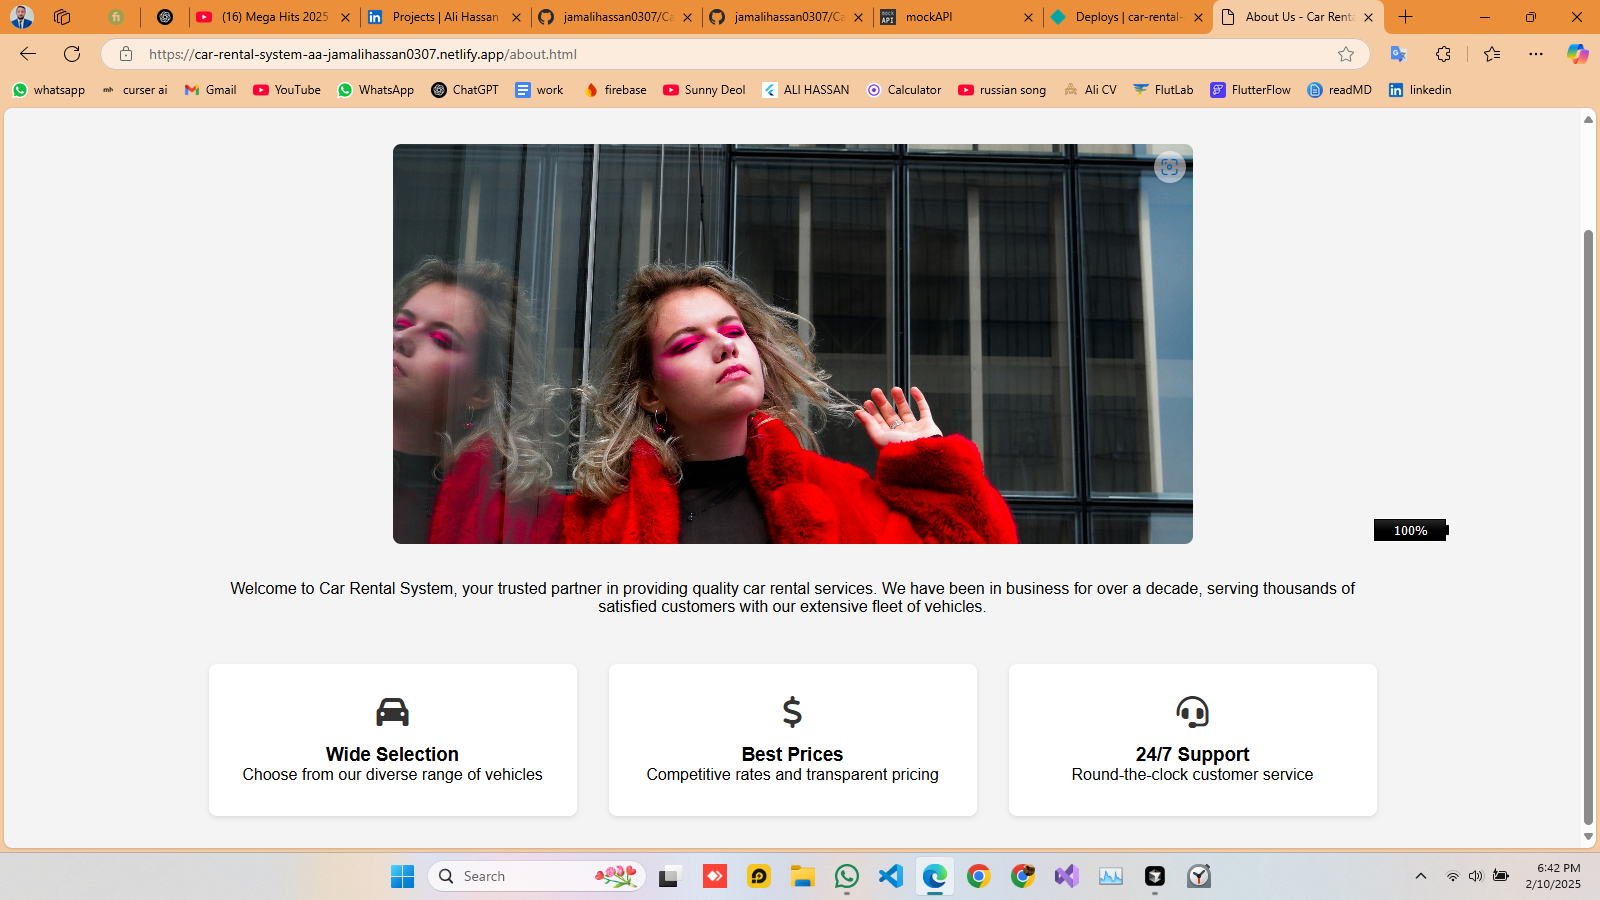 (16) Mega Hits 2025
Projects | Ali Hassan
jamalihassan0307/Ca
jamalihassan0307/Ca
mock API
mockAPI
Deploys | car-rental-
About Us - Car Rent
https://car-rental-system-aa-jamalihassan0307.netlify.app/about.html
whatsapp
curser ai
Gmail
YouTube
WhatsApp
ChatGPT
work
firebase
Sunny Deol
ALI HASSAN
Calculator
russian song
Ali CV
FlutLab
FlutterFlow
readMD
linkedin
100%
Welcome to Car Rental System, your trusted partner in providing quality car rental services. We have been in business for over a decade, serving thousands of
satisfied customers with our extensive fleet of vehicles.
Wide Selection
Choose from our diverse range of vehicles
Best Prices
Competitive rates and transparent pricing
24/7 Support
Round-the-clock customer service
Search
6:42 PM
2/10/2025